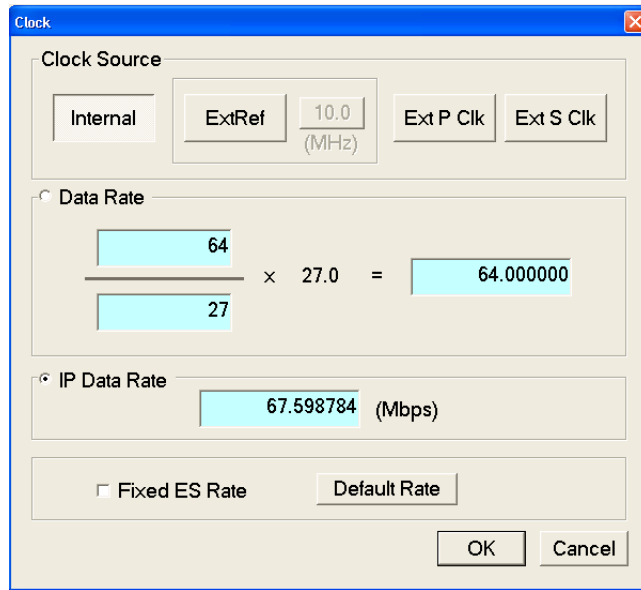 Clock
Clock Source
Internal
ExtRef
10.0
(MHz)
Ext P Clk
Ext S Clk
Data Rate
64
27
× 27.0 = 64.000000
IP Data Rate
67.598784 (Mbps)
Fixed ES Rate
Default Rate
OK
Cancel